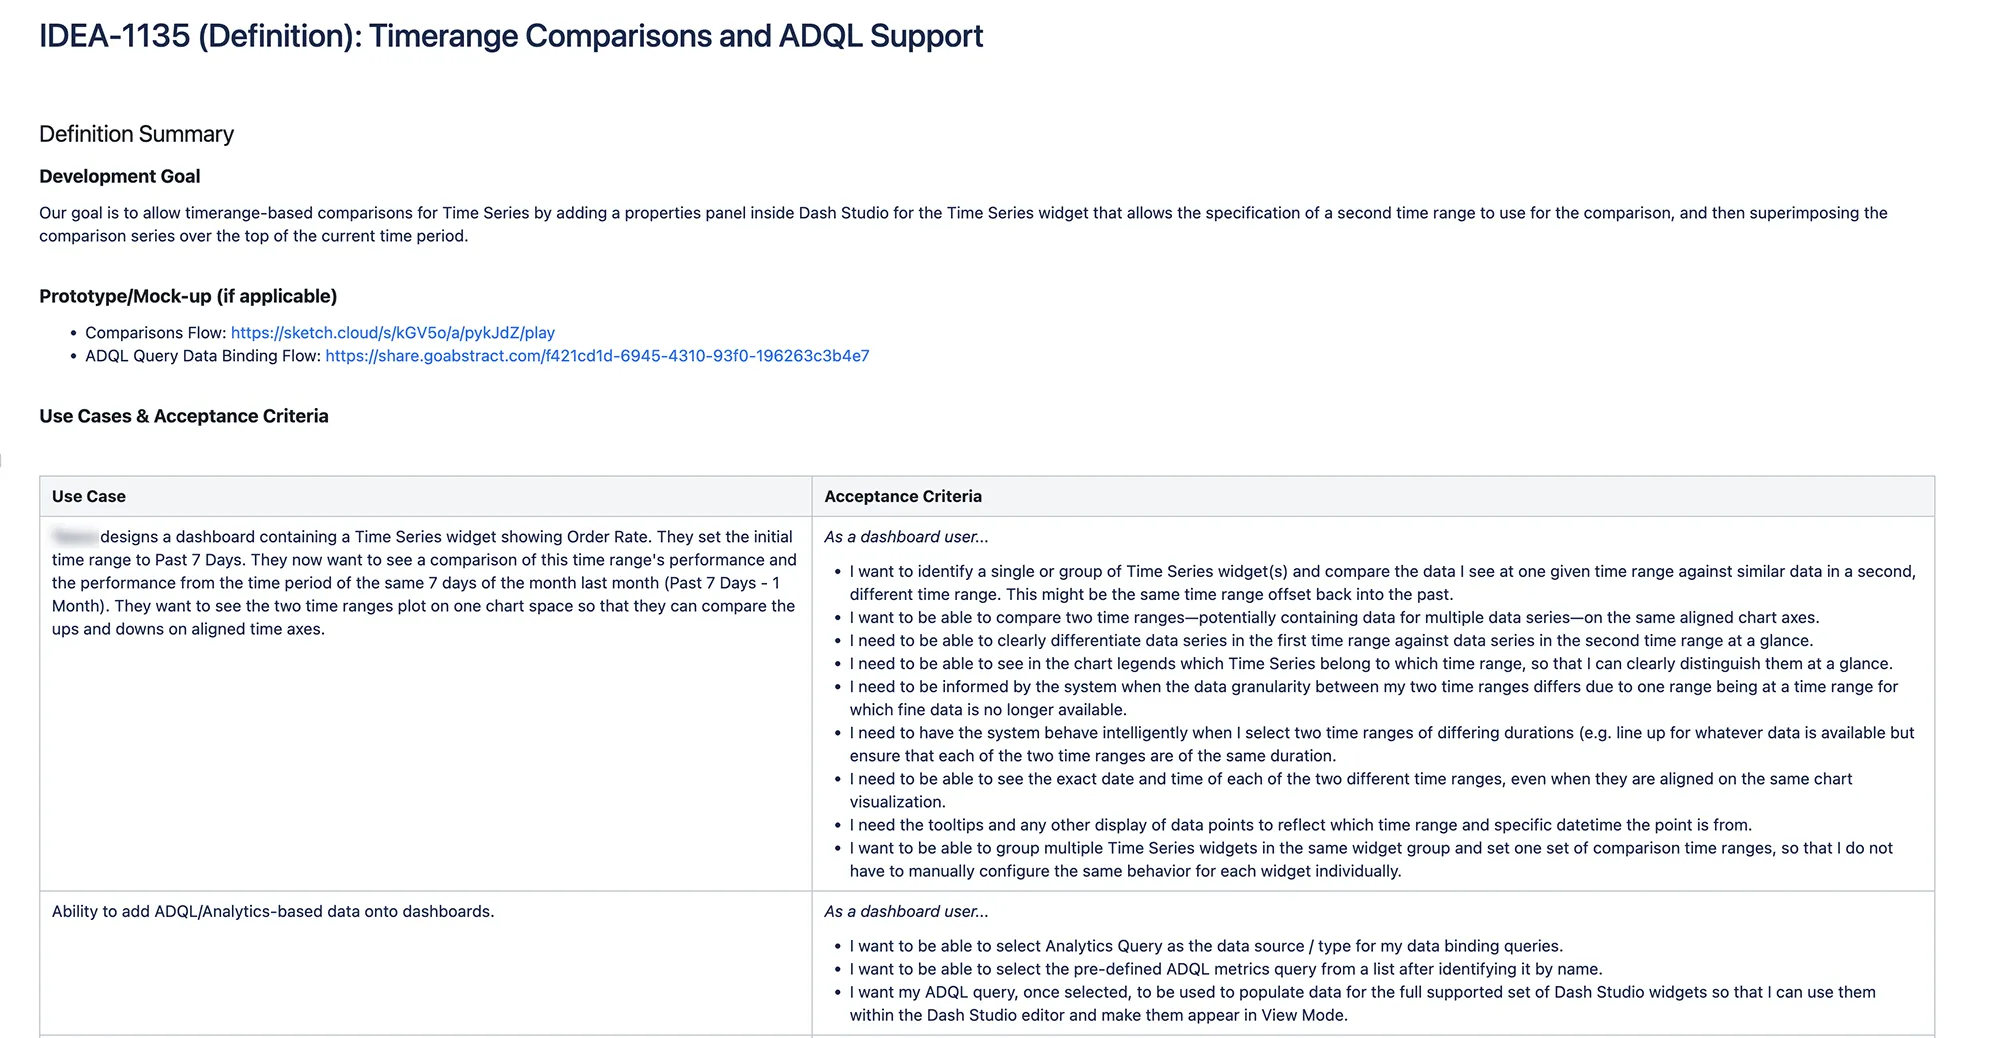 IDEA-1135 (Definition): Timerange Comparisons and ADQL Support
Definition Summary
Development Goal
Our goal is to allow timerange-based comparisons for Time Series by adding a properties panel inside Dash Studio for the Time Series widget that allows the specification of a second time range to use for the comparison, and then superimposing the
comparison series over the top of the current time period.
Prototype/Mock-up (if applicable)
• Comparisons Flow: https://sketch.cloud/s/kGV5o/a/pykJdZ/play
• ADQL Query Data Binding Flow: https://share.goabstract.com/f421cd1d-6945-4310-93f0-196263c3b4e7
Use Cases & Acceptance Criteria
Use Case
Acceptance Criteria
designs a dashboard containing a Time Series widget showing Order Rate. They set the initial
time range to Past 7 Days. They now want to see a comparison of this time range's performance and
the performance from the time period of the same 7 days of the month last month (Past 7 Days - 1
Month). They want to see the two time ranges plot on one chart space so that they can compare the
ups and downs on aligned time axes.
As a dashboard user...
• I want to identify a single or group of Time Series widget(s) and compare the data I see at one given time range against similar data in a second,
different time range. This might be the same time range offset back into the past.
• I want to be able to compare two time ranges—potentially containing data for multiple data series—on the same aligned chart axes.
• I need to be able to clearly differentiate data series in the first time range against data series in the second time range at a glance.
• I need to be able to see in the chart legends which Time Series belong to which time range, so that I can clearly distinguish them at a glance.
• I need to be informed by the system when the data granularity between my two time ranges differs due to one range being at a time range for
which fine data is no longer available.
• I need to have the system behave intelligently when I select two time ranges of differing durations (e.g. line up for whatever data is available but
ensure that each of the two time ranges are of the same duration.
• I need to be able to see the exact date and time of each of the two different time ranges, even when they are aligned on the same chart
visualization.
• I need the tooltips and any other display of data points to reflect which time range and specific datetime the point is from.
• I want to be able to group multiple Time Series widgets in the same widget group and set one set of comparison time ranges, so that I do not
have to manually configure the same behavior for each widget individually.
Ability to add ADQL/Analytics-based data onto dashboards.
As a dashboard user...
• I want to be able to select Analytics Query as the data source / type for my data binding queries.
• I want to be able to select the pre-defined ADQL metrics query from a list after identifying it by name.
• I want my ADQL query, once selected, to be used to populate data for the full supported set of Dash Studio widgets so that I can use them
within the Dash Studio editor and make them appear in View Mode.